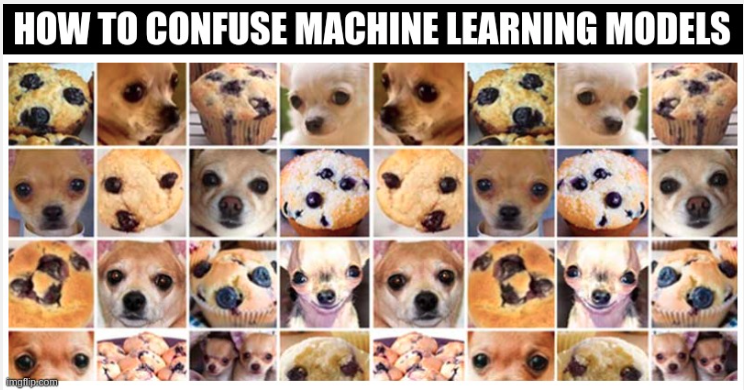 HOW TO CONFUSE MACHINE LEARNING MODELS
imgflip.com